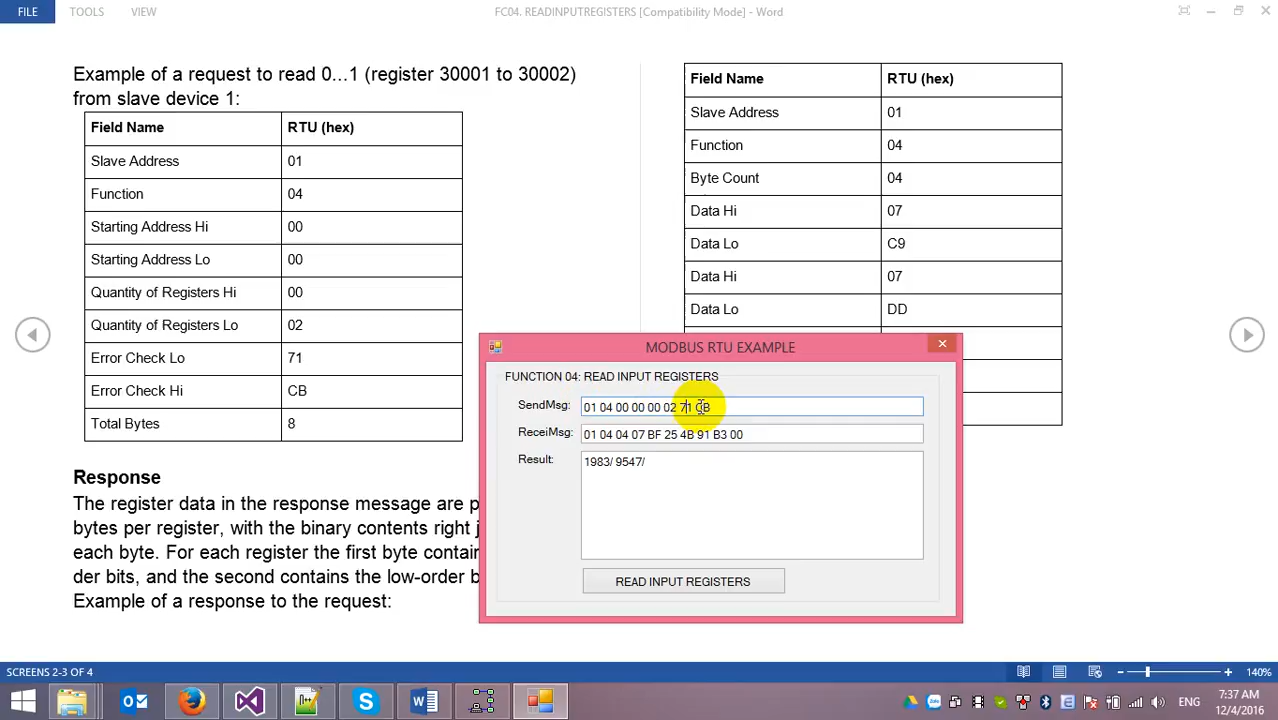 FILE TOOLS VIEW FC04. READINPUTREGISTERS [Compatibility Mode] - Word
Example of a request to read 0...1 (register 30001 to 30002)
from slave device 1:
Field Name RTU (hex)
Slave Address 01
Function 04
Starting Address Hi 00
Starting Address Lo 00
Quantity of Registers Hi 00
Quantity of Registers Lo 02
Error Check Lo 71
Error Check Hi CB
Total Bytes 8
Response
The register data in the response message are p
bytes per register, with the binary contents right j
each byte. For each register the first byte contain
der bits, and the second contains the low-order b
Example of a response to the request:
Field Name RTU (hex)
Slave Address 01
Function 04
Byte Count 04
Data Hi 07
Data Lo C9
Data Hi 07
Data Lo DD
MODBUS RTU EXAMPLE
FUNCTION 04: READ INPUT REGISTERS
SendMsg: 01 04 00 00 00 02 71 CB
ReceiMsg: 01 04 04 07 BF 25 4B 91 B3 00
Result: 1983/ 9547/
READ INPUT REGISTERS
SCREENS 2-3 OF 4 140%
ENG 7:37 AM
12/4/2016